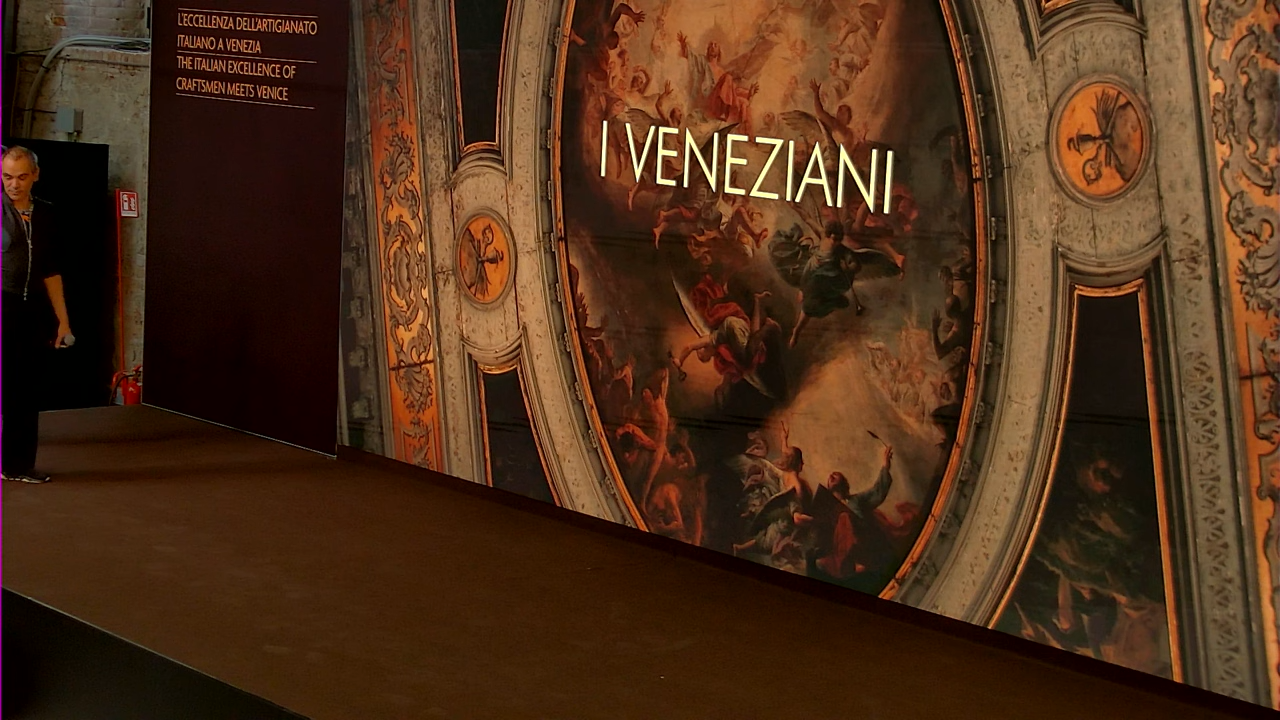 L'ECCELLENZA DELL'ARTIGIANATO
ITALIANO A VENEZIA
THE ITALIAN EXCELLENCE OF
CRAFTSMEN MEETS VENICE
I VENEZIANI